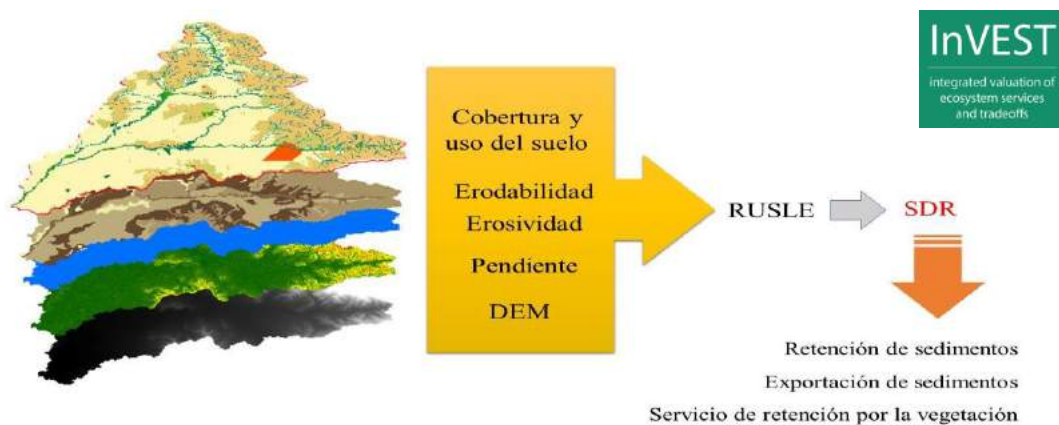 InVEST
integrated valuation of
ecosystem services
and tradeoffs
Cobertura y
uso del suelo
Erodabilidad
Erosividad
Pendiente
DEM
RUSLE
SDR
Retención de sedimentos
Exportación de sedimentos
Servicio de retención por la vegetación